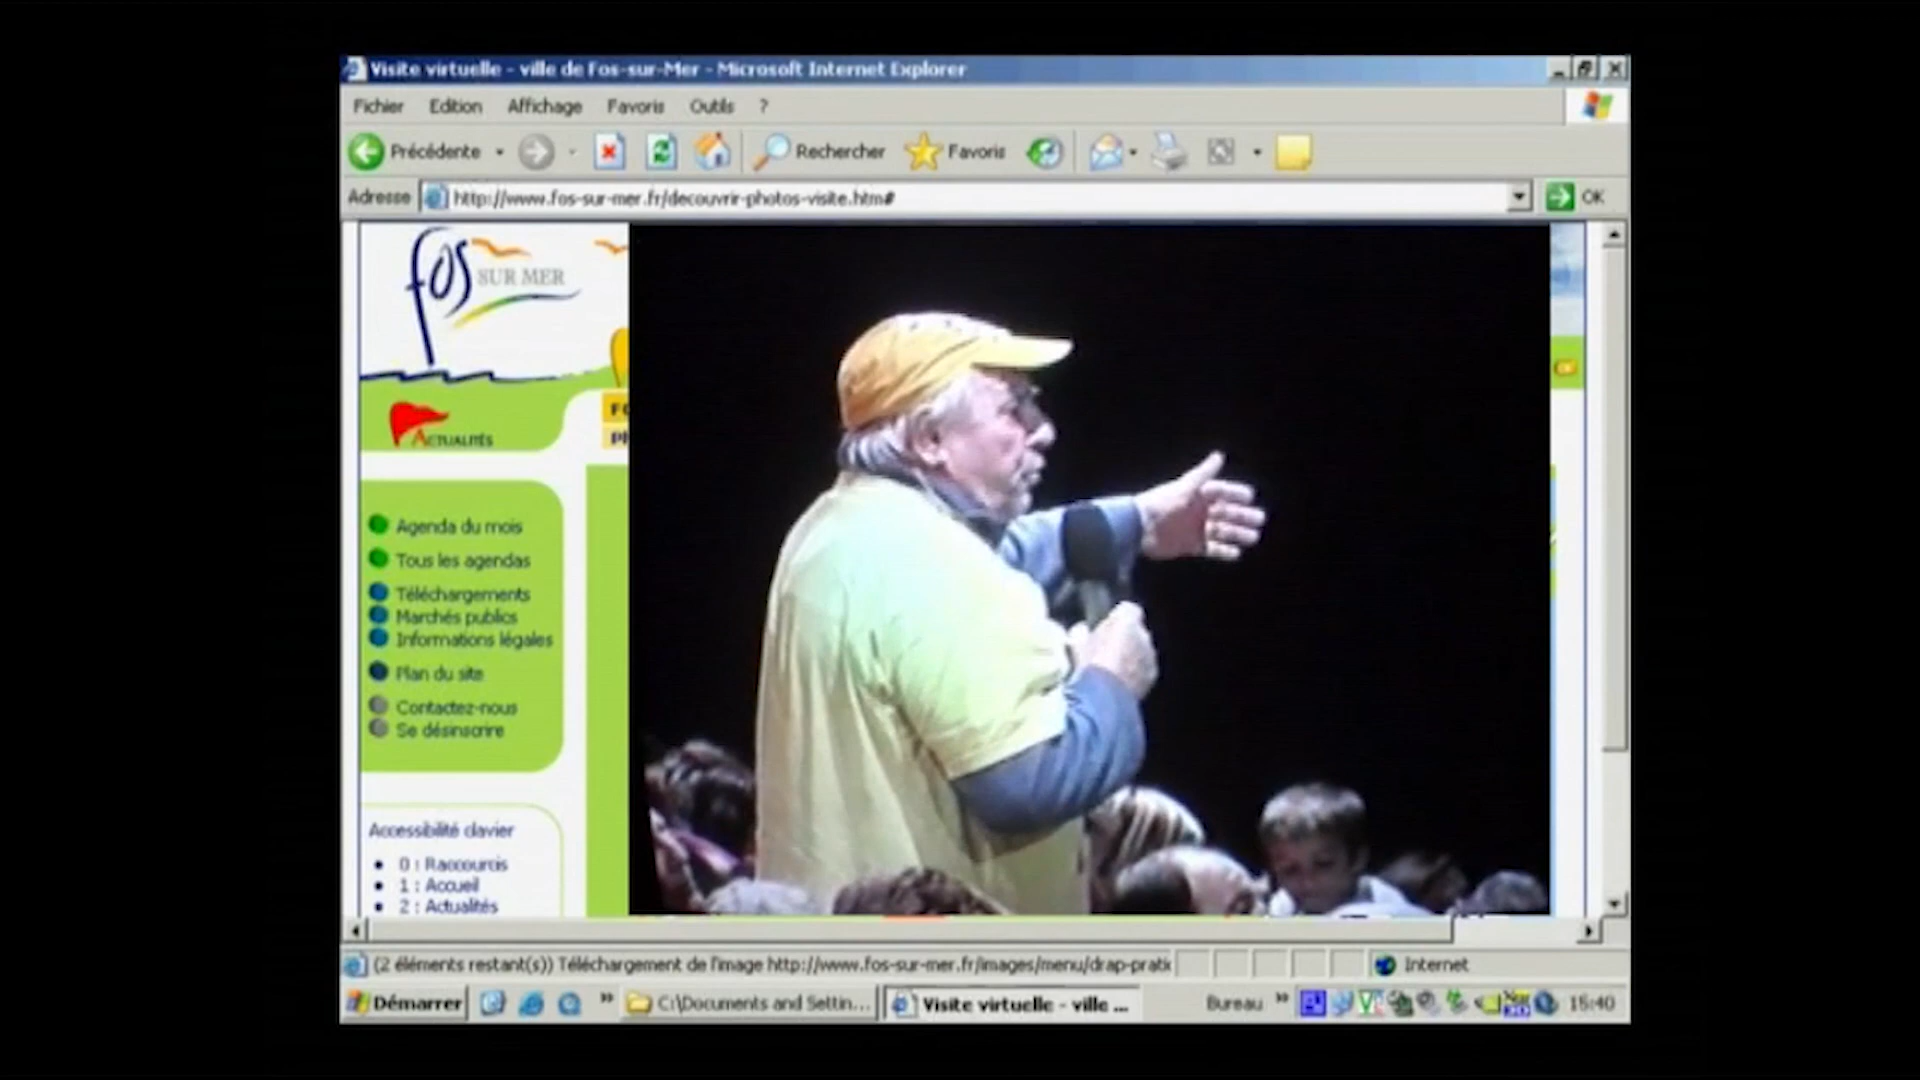 Visite virtuelle - ville de Fos-sur-Mer - Microsoft Internet Explorer
Fichier Edition Affichage Favoris Outils ?
Précédente Rechercher Favoris
Adresse http://www.fos-sur-mer.fr/decouvrir-photos-visite.htm# OK
fos SUR MER
ACTUALITÉS
Agenda du mois
Tous les agendas
Téléchargements
Marchés publics
Informations légales
Plan du site
Contactez-nous
Se désinscrire
Accessibilité clavier
0 : Raccourcis
1 : Accueil
2 : Actualités
(2 éléments restant(s)) Téléchargement de l'image http://www.fos-sur-mer.fr/images/menu/drap-pratic Internet
Démarrer » C:\Documents and Settin... Visite virtuelle - ville ... Bureau » 15:40